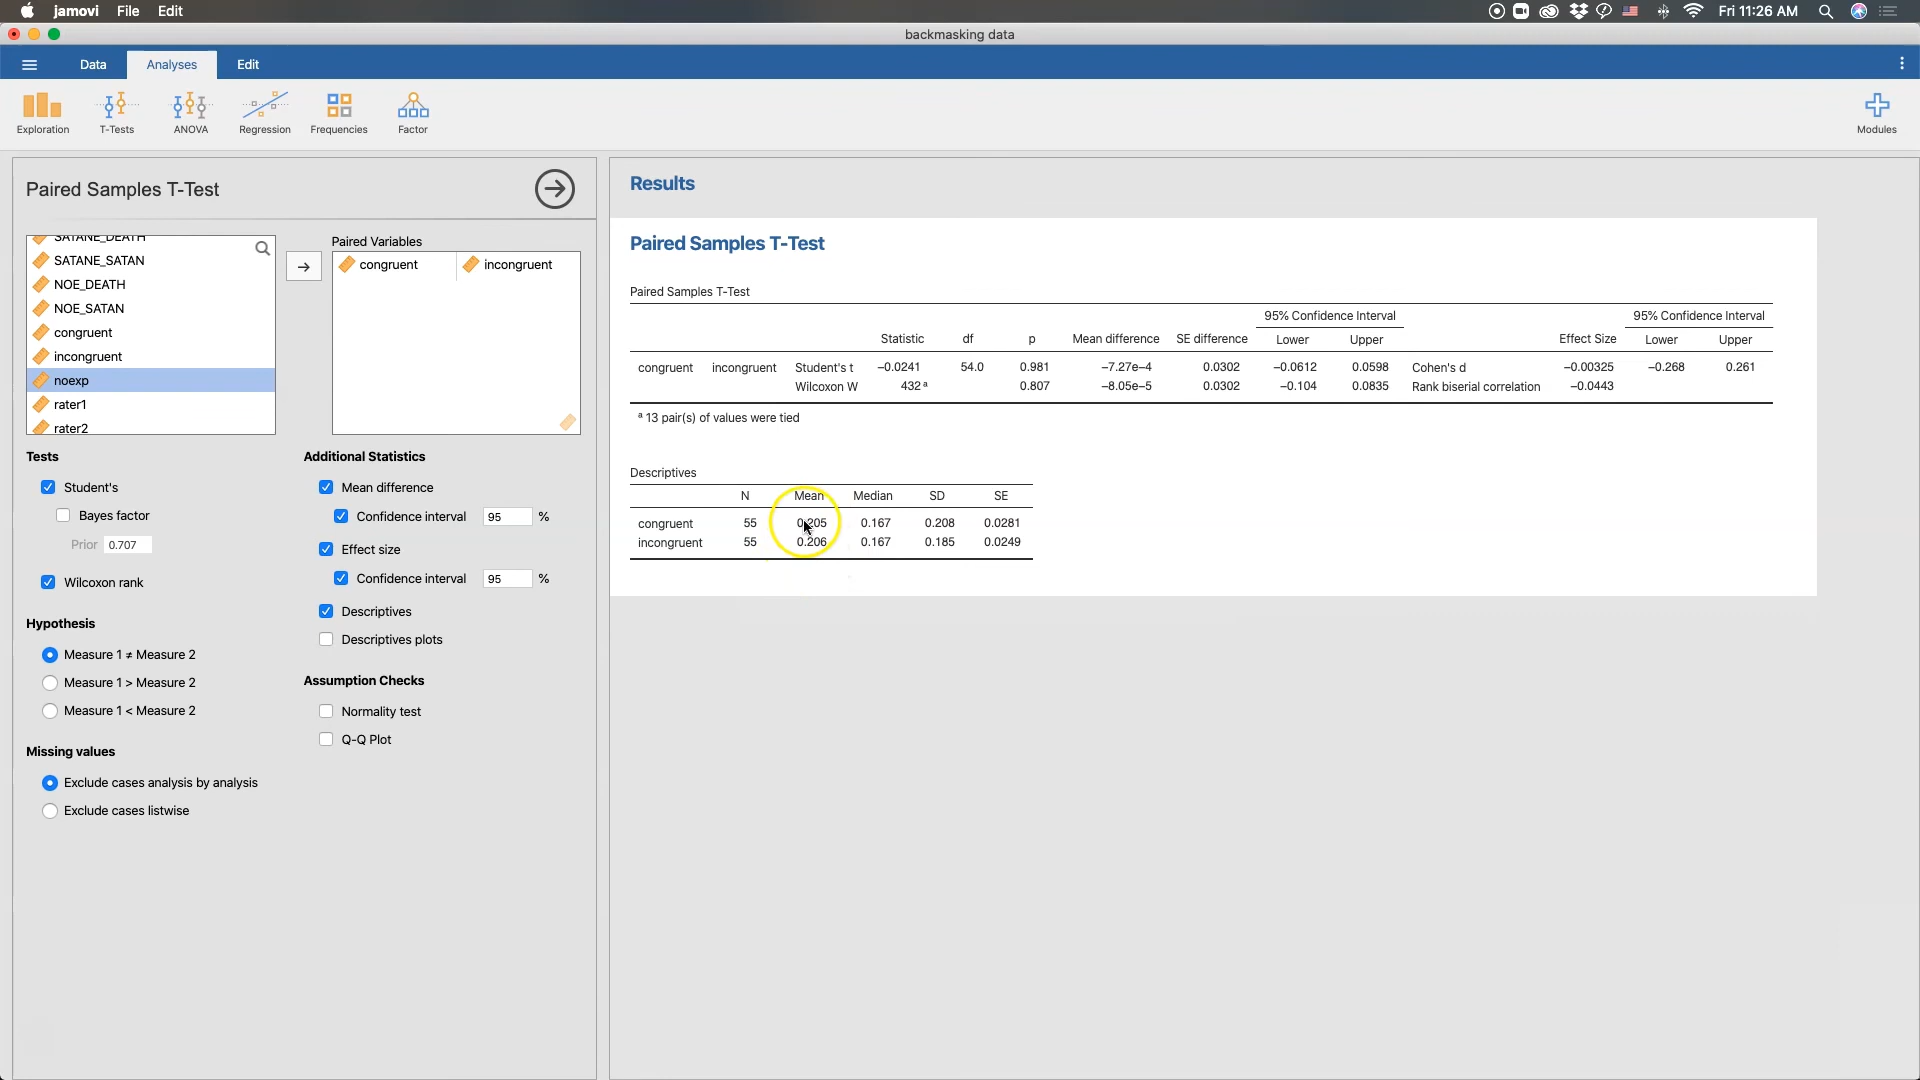 jamovi File Edit Fri 11:26 AM
backmasking data
Data Analyses Edit
Exploration T-Tests ANOVA Regression Frequencies Factor Modules
Paired Samples T-Test
SATANE_DEATH
SATANE_SATAN
NOE_DEATH
NOE_SATAN
congruent
incongruent
noexp
rater1
rater2
Paired Variables
congruent incongruent
Tests
Student's
Bayes factor
Prior 0.707
Wilcoxon rank
Hypothesis
Measure 1 ≠ Measure 2
Measure 1 > Measure 2
Measure 1 < Measure 2
Missing values
Exclude cases analysis by analysis
Exclude cases listwise
Additional Statistics
Mean difference
Confidence interval 95 %
Effect size
Confidence interval 95 %
Descriptives
Descriptives plots
Assumption Checks
Normality test
Q-Q Plot
Results
Paired Samples T-Test
Paired Samples T-Test
95% Confidence Interval 95% Confidence Interval
Statistic df p Mean difference SE difference Lower Upper Effect Size Lower Upper
congruent incongruent Student's t −0.0241 54.0 0.981 −7.27e−4 0.0302 −0.0612 0.0598 Cohen's d −0.00325 −0.268 0.261
Wilcoxon W 432 ᵃ 0.807 −8.05e−5 0.0302 −0.104 0.0835 Rank biserial correlation −0.0443
ᵃ 13 pair(s) of values were tied
Descriptives
N Mean Median SD SE
congruent 55 0.205 0.167 0.208 0.0281
incongruent 55 0.206 0.167 0.185 0.0249